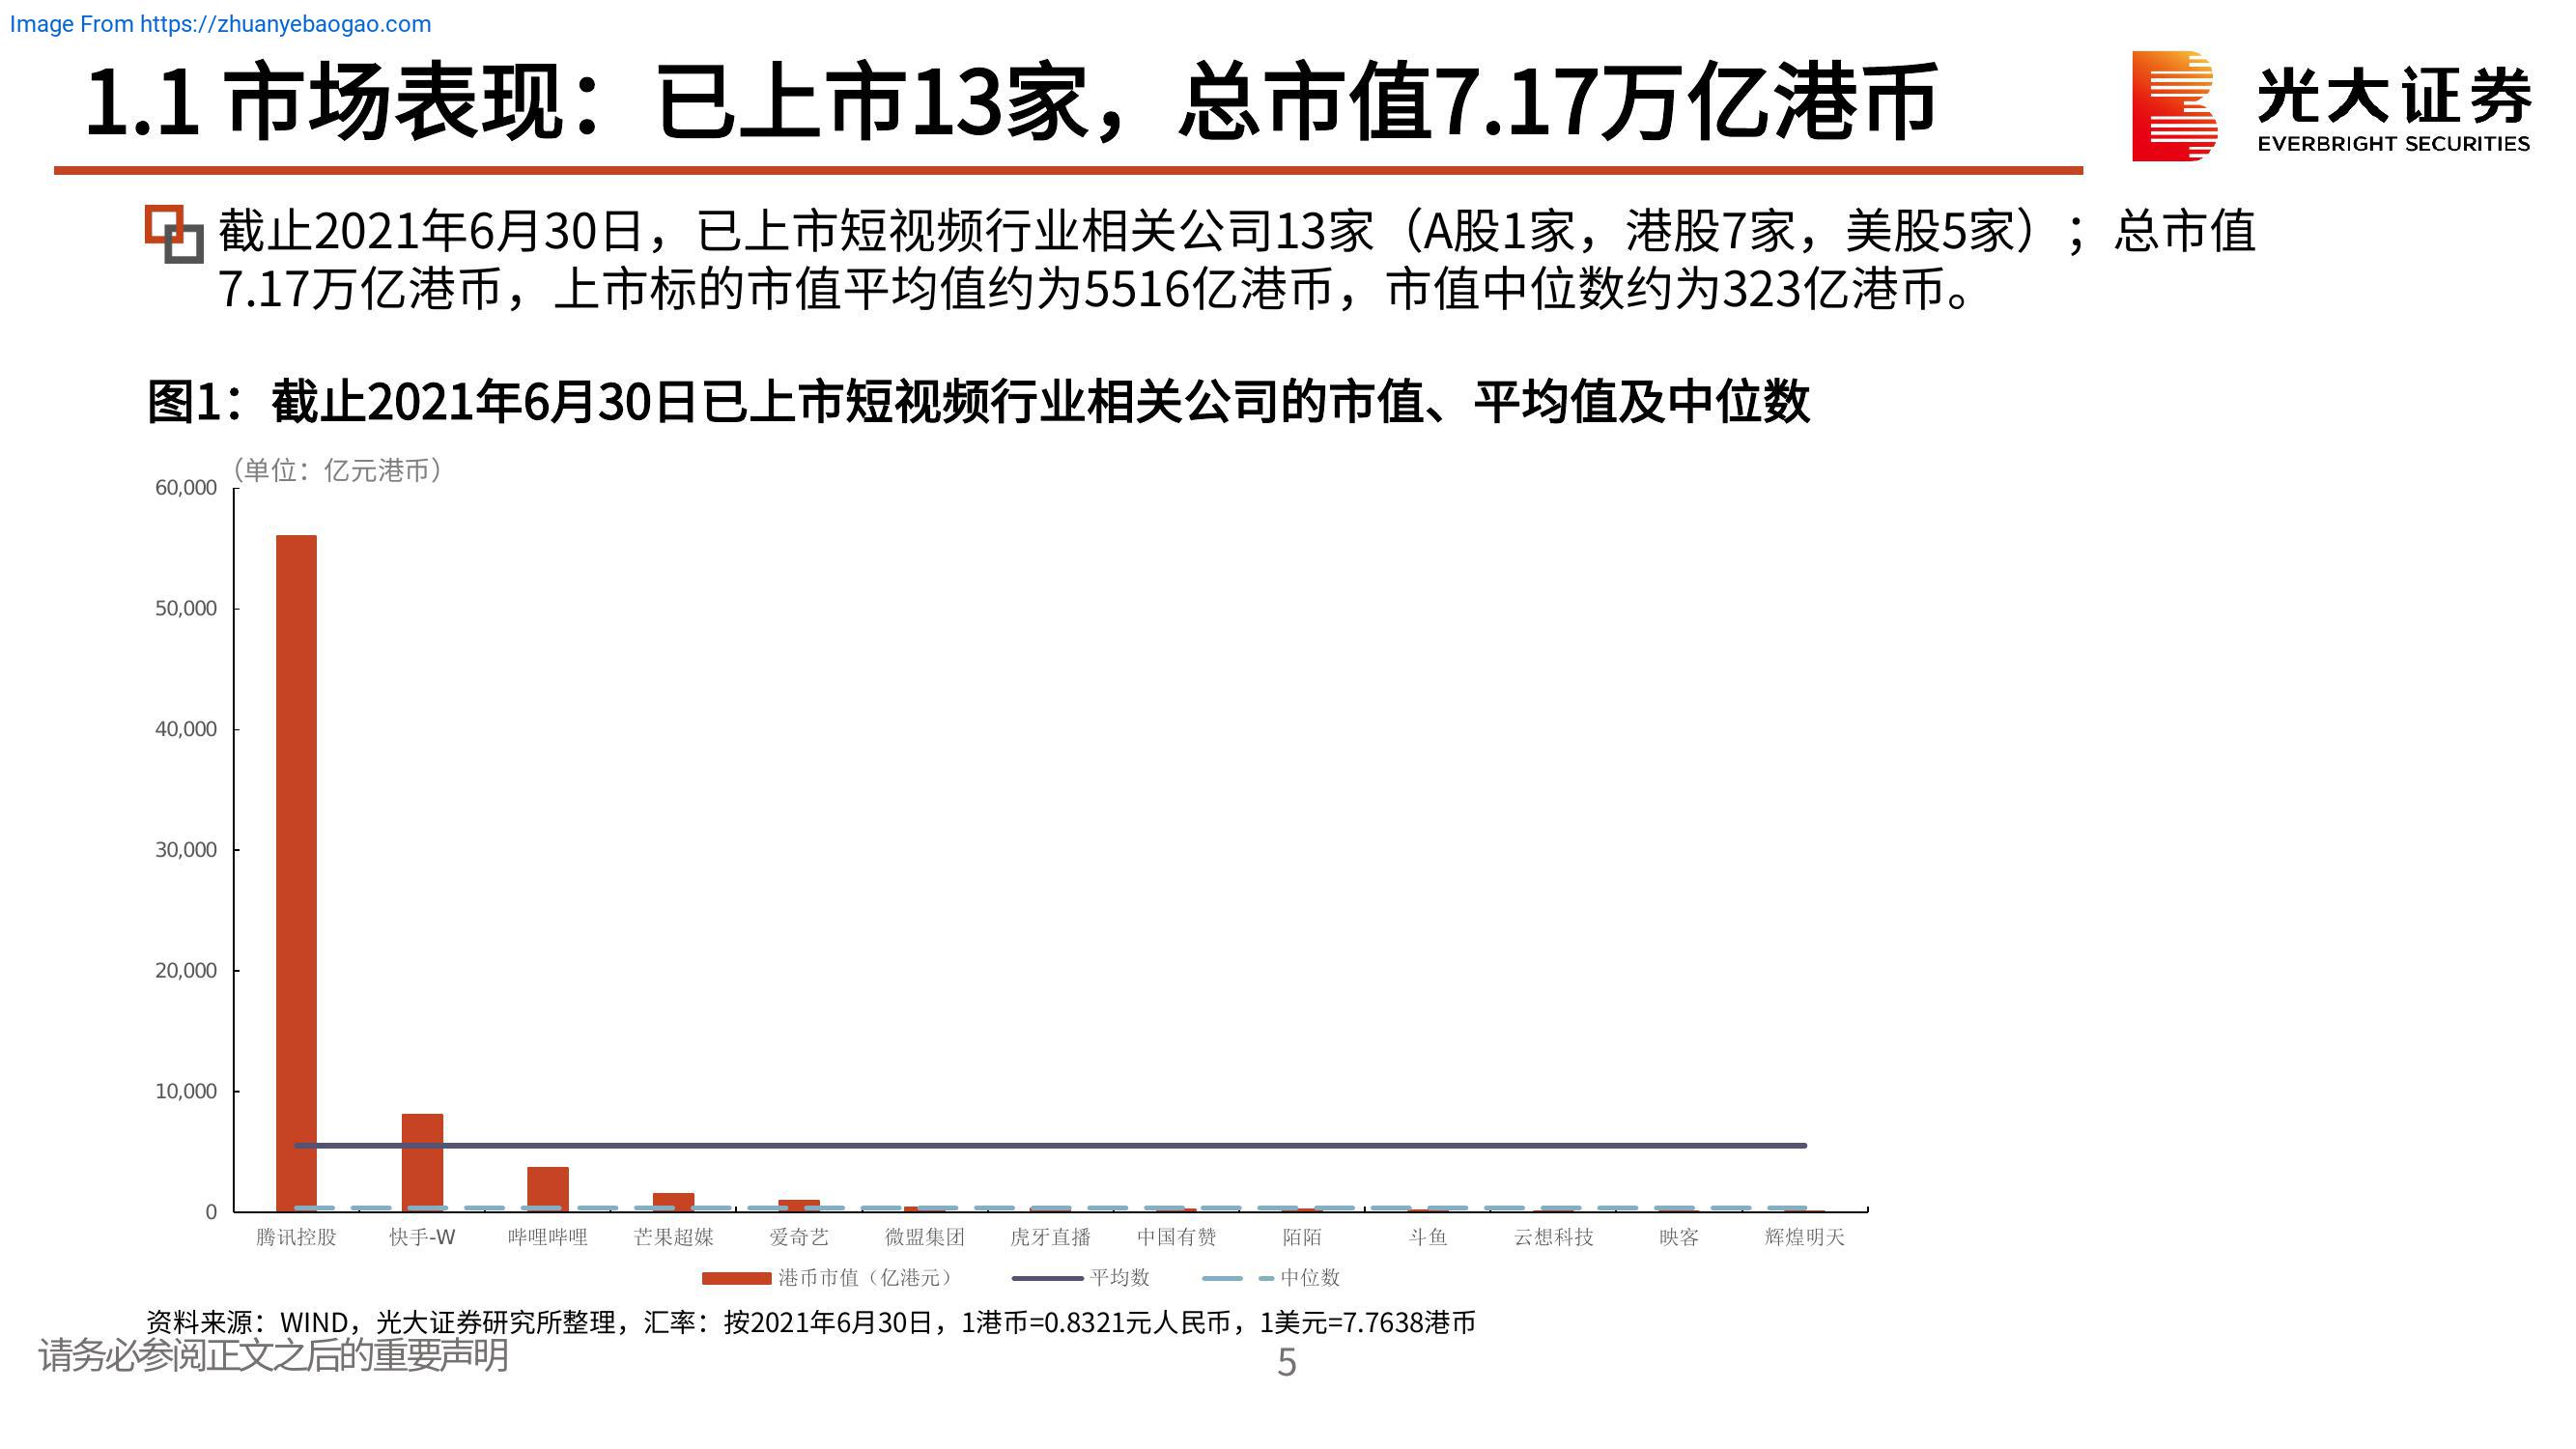 Image From https://zhuanyebaogao.com
1.1 市场表现：已上市13家，总市值7.17万亿港币
光大证券
EVERBRIGHT SECURITIES
截止2021年6月30日，已上市短视频行业相关公司13家（A股1家，港股7家，美股5家）；总市值
7.17万亿港币，上市标的市值平均值约为5516亿港币，市值中位数约为323亿港币。
图1：截止2021年6月30日已上市短视频行业相关公司的市值、平均值及中位数
（单位：亿元港币）
60,000
50,000
40,000
30,000
20,000
10,000
0
腾讯控股 快手-W 哔哩哔哩 芒果超媒 爱奇艺 微盟集团 虎牙直播 中国有赞 陌陌 斗鱼 云想科技 映客 辉煌明天
港币市值（亿港元） 平均数 中位数
资料来源：WIND，光大证券研究所整理，汇率：按2021年6月30日，1港币=0.8321元人民币，1美元=7.7638港币
请务必参阅正文之后的重要声明
5